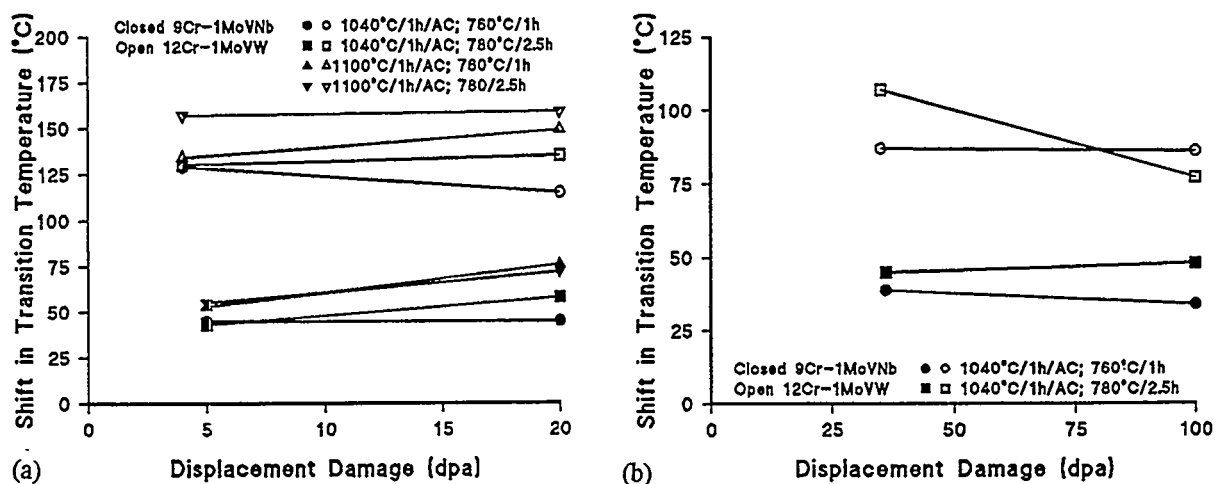 Shift in Transition Temperature (°C)
200
175
150
125
100
75
50
25
0
0
5
10
15
20
Displacement Damage (dpa)
Closed 9Cr-1MoVNb
Open 12Cr-1MoVW
1040°C/1h/AC; 760°C/1h
1040°C/1h/AC; 780°C/2.5h
1100°C/1h/AC; 760°C/1h
1100°C/1h/AC; 780/2.5h
(a)
Shift in Transition Temperature (°C)
125
100
75
50
25
0
0
25
50
75
100
Displacement Damage (dpa)
Closed 9Cr-1MoVNb
Open 12Cr-1MoVW
1040°C/1h/AC; 760°C/1h
1040°C/1h/AC; 780°C/2.5h
(b)